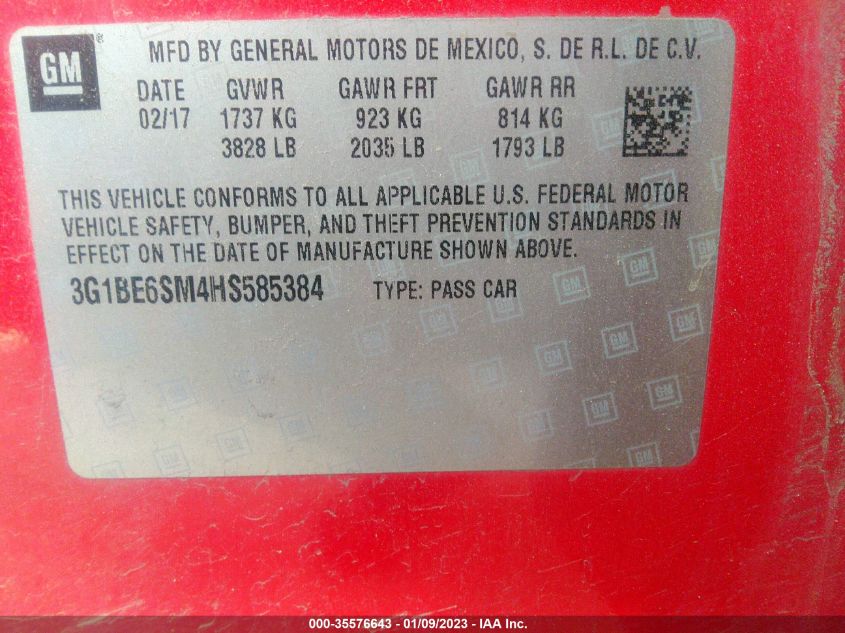 GM
MFD BY GENERAL MOTORS DE MEXICO, S. DE R.L. DE C.V.
DATE GVWR GAWR FRT GAWR RR
02/17 1737 KG 923 KG 814 KG
3828 LB 2035 LB 1793 LB
THIS VEHICLE CONFORMS TO ALL APPLICABLE U.S. FEDERAL MOTOR
VEHICLE SAFETY, BUMPER, AND THEFT PREVENTION STANDARDS IN
EFFECT ON THE DATE OF MANUFACTURE SHOWN ABOVE.
3G1BE6SM4HS585384 TYPE: PASS CAR
000-35576643 - 01/09/2023 - IAA Inc.